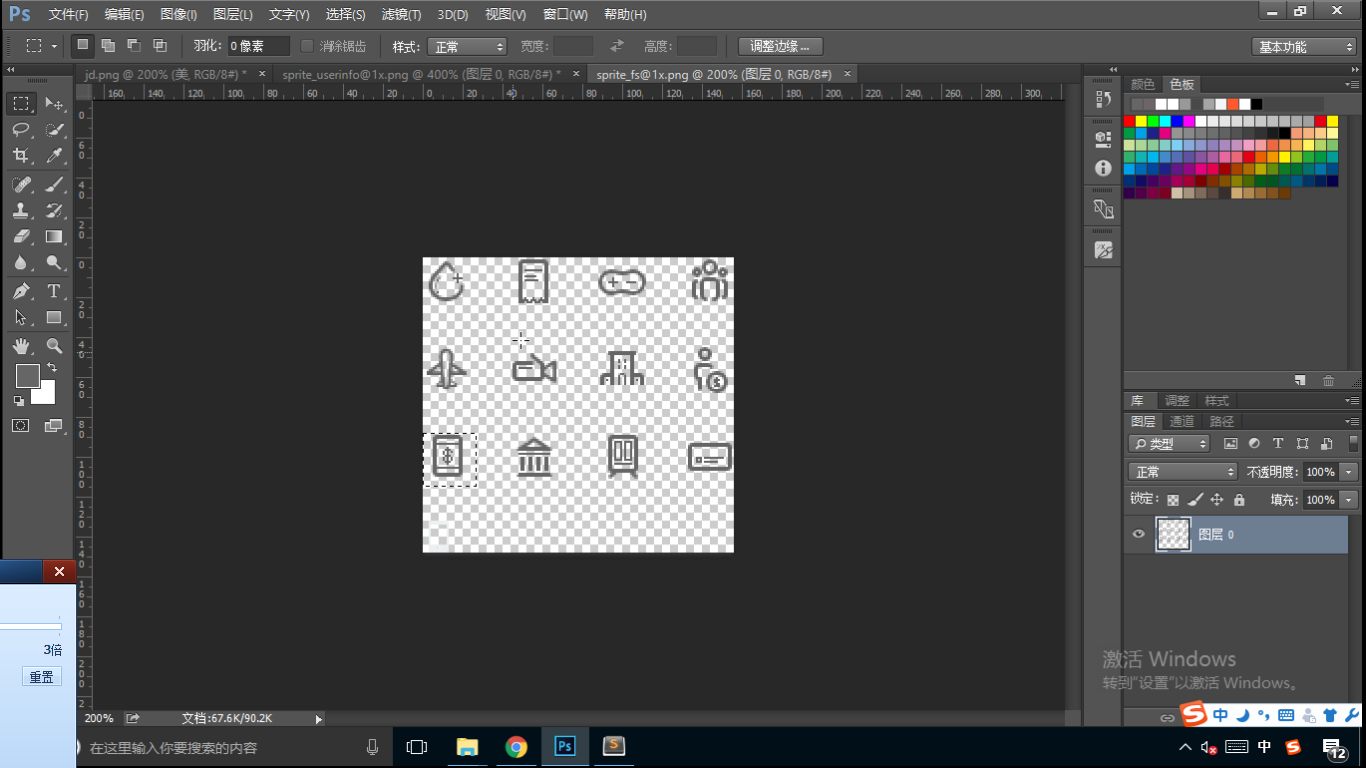 Ps 文件(F) 编辑(E) 图像(I) 图层(L) 文字(Y) 选择(S) 滤镜(T) 3D(D) 视图(V) 窗口(W) 帮助(H)
羽化: 0 像素 消除锯齿 样式: 正常 宽度: 高度: 调整边缘... 基本功能
jd.png @ 200% (美, RGB/8#) * × sprite_userinfo@1x.png @ 400% (图层 0, RGB/8#) * × sprite_fs@1x.png @ 200% (图层 0, RGB/8#) ×
颜色 色板
160 140 120 100 80 60 40 20 0 20 40 60 80 100 120 140 160 180 200 220 240 260 280 300
库 调整 样式
图层 通道 路径
类型
正常 不透明度: 100%
锁定: 填充: 100%
图层 0
3倍
重置
激活 Windows
转到"设置"以激活 Windows。
200% 文档:67.6K/90.2K
中
在这里输入你要搜索的内容
Ps
S
中
12